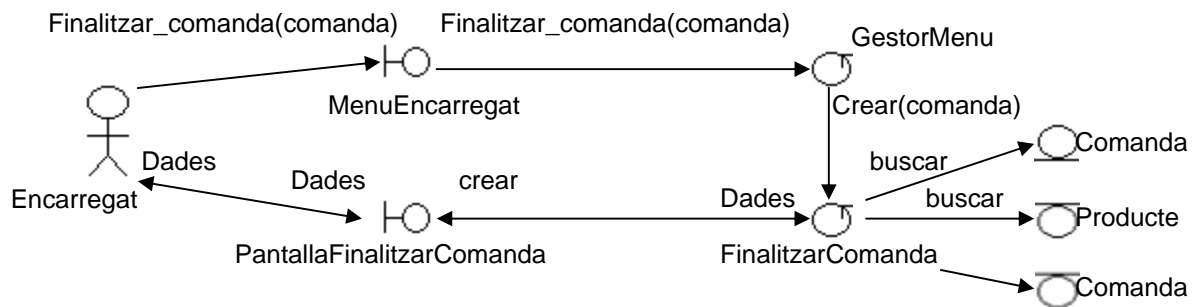 Finalitzar_comanda(comanda)
Finalitzar_comanda(comanda)
GestorMenu
MenuEncarregat
Crear(comanda)
Comanda
Dades
buscar
Encarregat
Dades
crear
Dades
buscar
Producte
PantallaFinalitzarComanda
FinalitzarComanda
Comanda